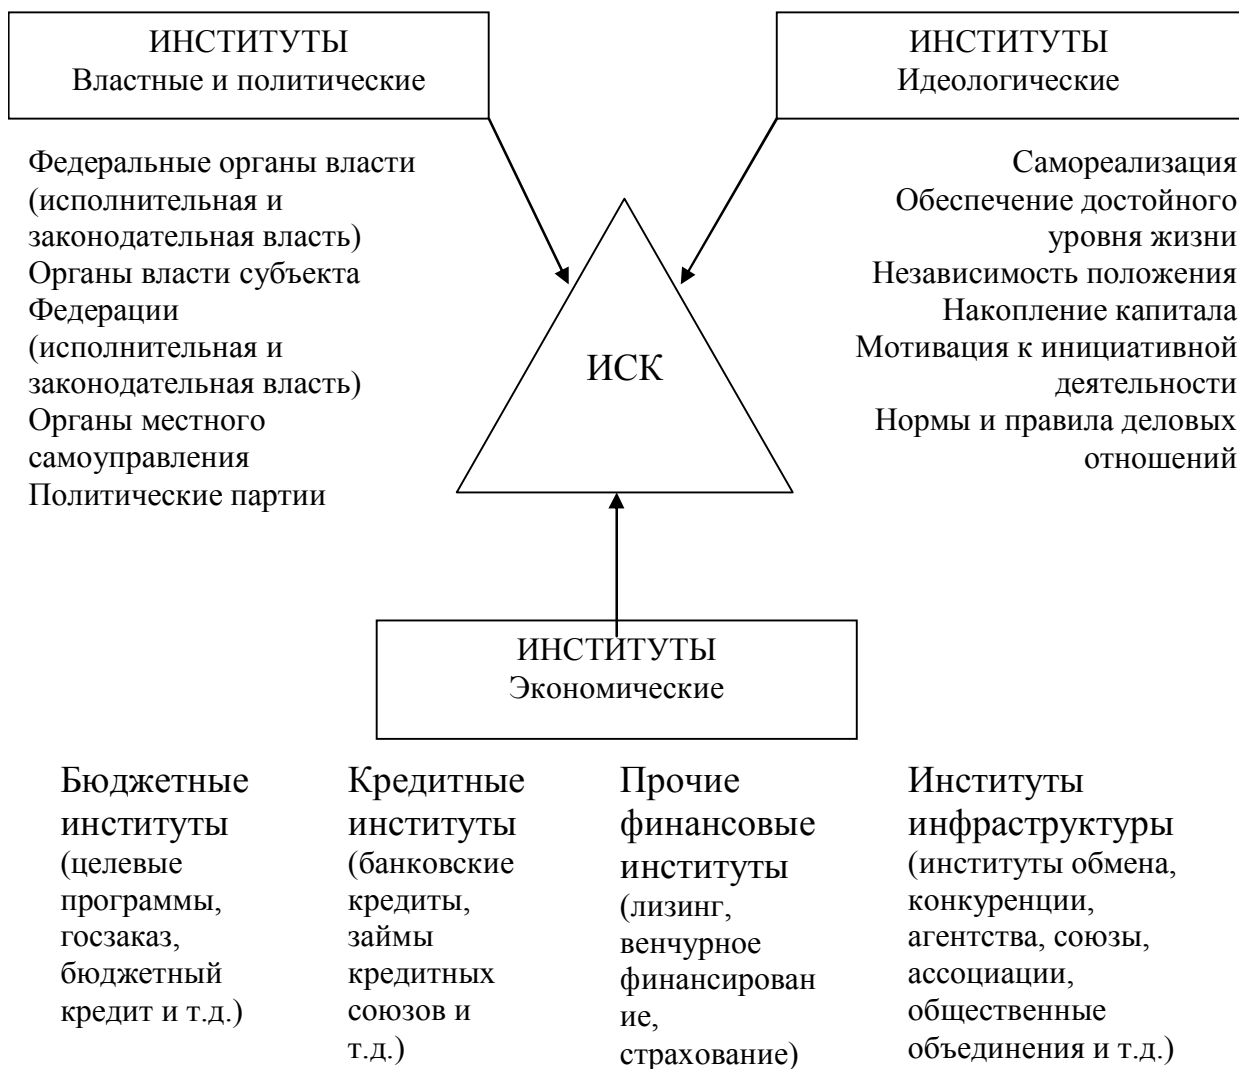 ИНСТИТУТЫ
Властные и политические
ИНСТИТУТЫ
Идеологические
Федеральные органы власти
(исполнительная и
законодательная власть)
Органы власти субъекта
Федерации
(исполнительная и
законодательная власть)
Органы местного
самоуправления
Политические партии
Самореализация
Обеспечение достойного
уровня жизни
Независимость положения
Накопление капитала
Мотивация к инициативной
деятельности
Нормы и правила деловых
отношений
ИСК
ИНСТИТУТЫ
Экономические
Бюджетные
институты
(целевые
программы,
госзаказ,
бюджетный
кредит и т.д.)
Кредитные
институты
(банковские
кредиты,
займы
кредитных
союзов и
т.д.)
Прочие
финансовые
институты
(лизинг,
венчурное
финансирован
ие,
страхование)
Институты
инфраструктуры
(институты обмена,
конкуренции,
агентства, союзы,
ассоциации,
общественные
объединения и т.д.)